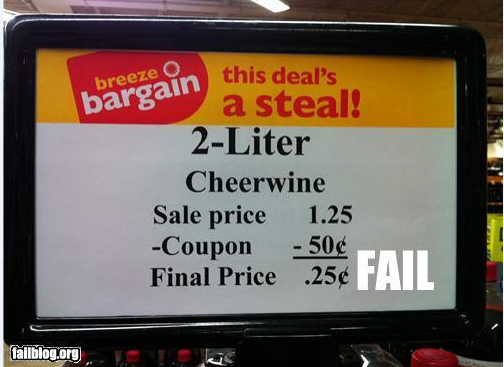 breeze
bargain
this deal's
a steal!
2-Liter
Cheerwine
Sale price 1.25
-Coupon - 50¢
Final Price .25¢
FAIL
failblog.org